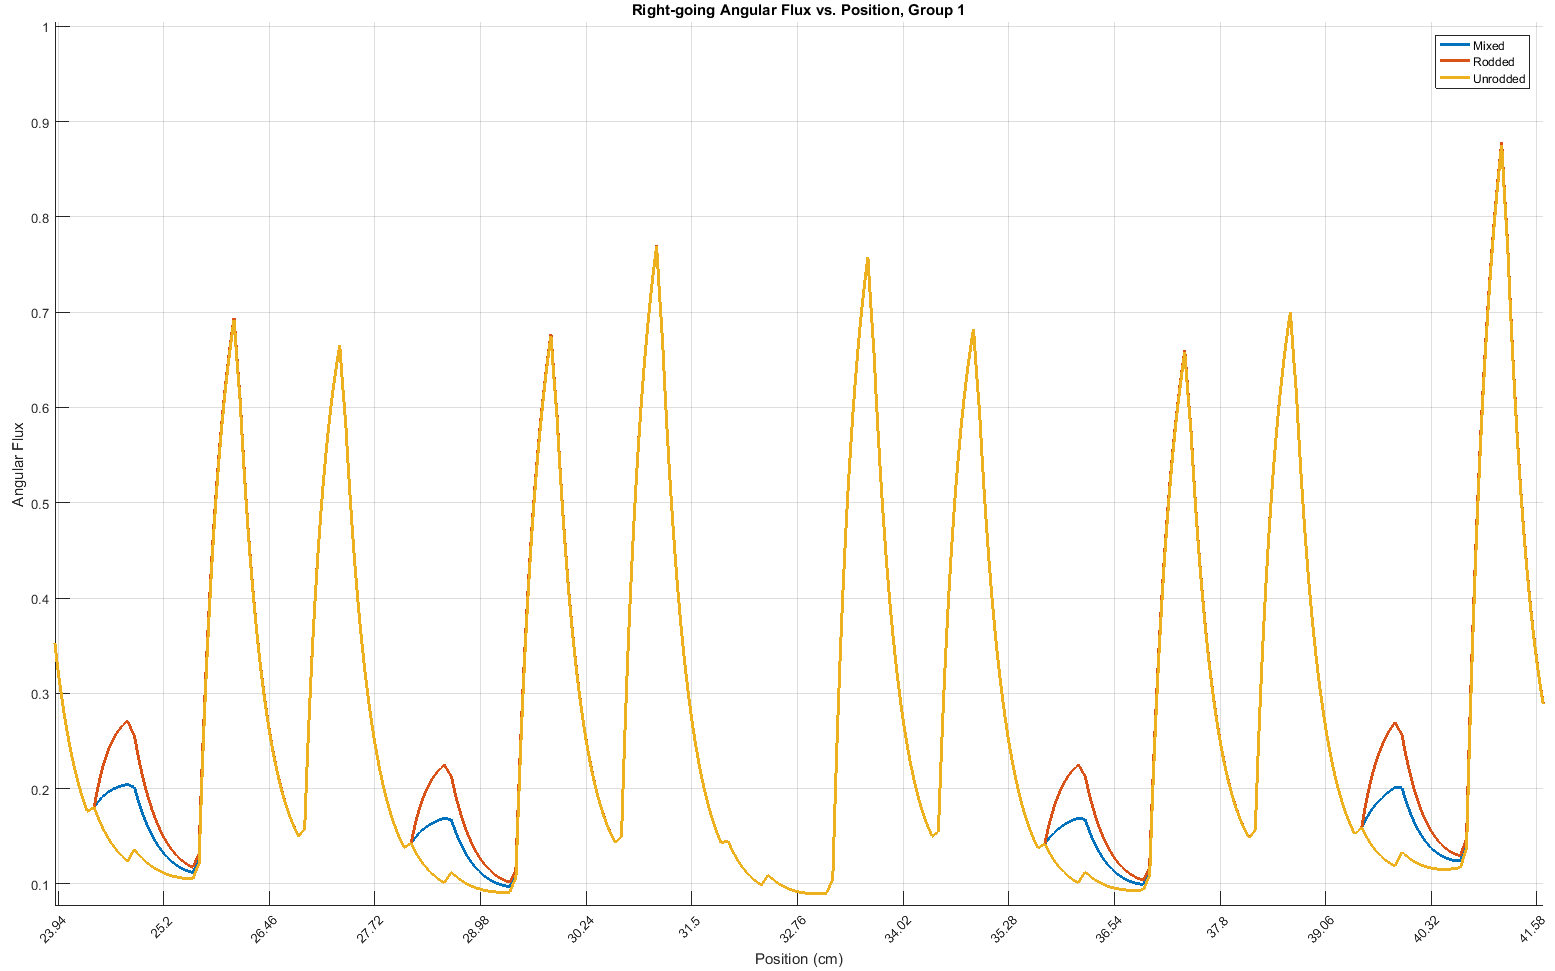 Right-going Angular Flux vs. Position, Group 1
Mixed
Rodded
Unrodded
Angular Flux
1
0.9
0.8
0.7
0.6
0.5
0.4
0.3
0.2
0.1
23.94 25.2 26.46 27.72 28.98 30.24 31.5 32.76 34.02 35.28 36.54 37.8 39.06 40.32 41.58
Position (cm)